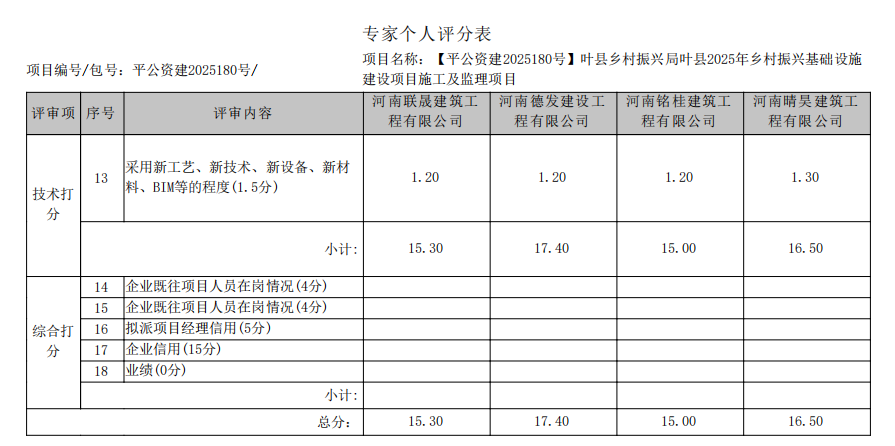 专家个人评分表
项目编号/包号：平公资建2025180号/
项目名称：【平公资建2025180号】叶县乡村振兴局叶县2025年乡村振兴基础设施
建设项目施工及监理项目
评审项 序号 评审内容 河南联晟建筑工 河南德发建设工 河南铭桂建筑工 河南晴昊建筑工
程有限公司 程有限公司 程有限公司 程有限公司
技术打
分
13 采用新工艺、新技术、新设备、新材
料、BIM等的程度(1.5分)
1.20 1.20 1.20 1.30
小计: 15.30 17.40 15.00 16.50
综合打
分
14 企业既往项目人员在岗情况(4分)
15 企业既往项目人员在岗情况(4分)
16 拟派项目经理信用(5分)
17 企业信用(15分)
18 业绩(0分)
小计:
总分: 15.30 17.40 15.00 16.50